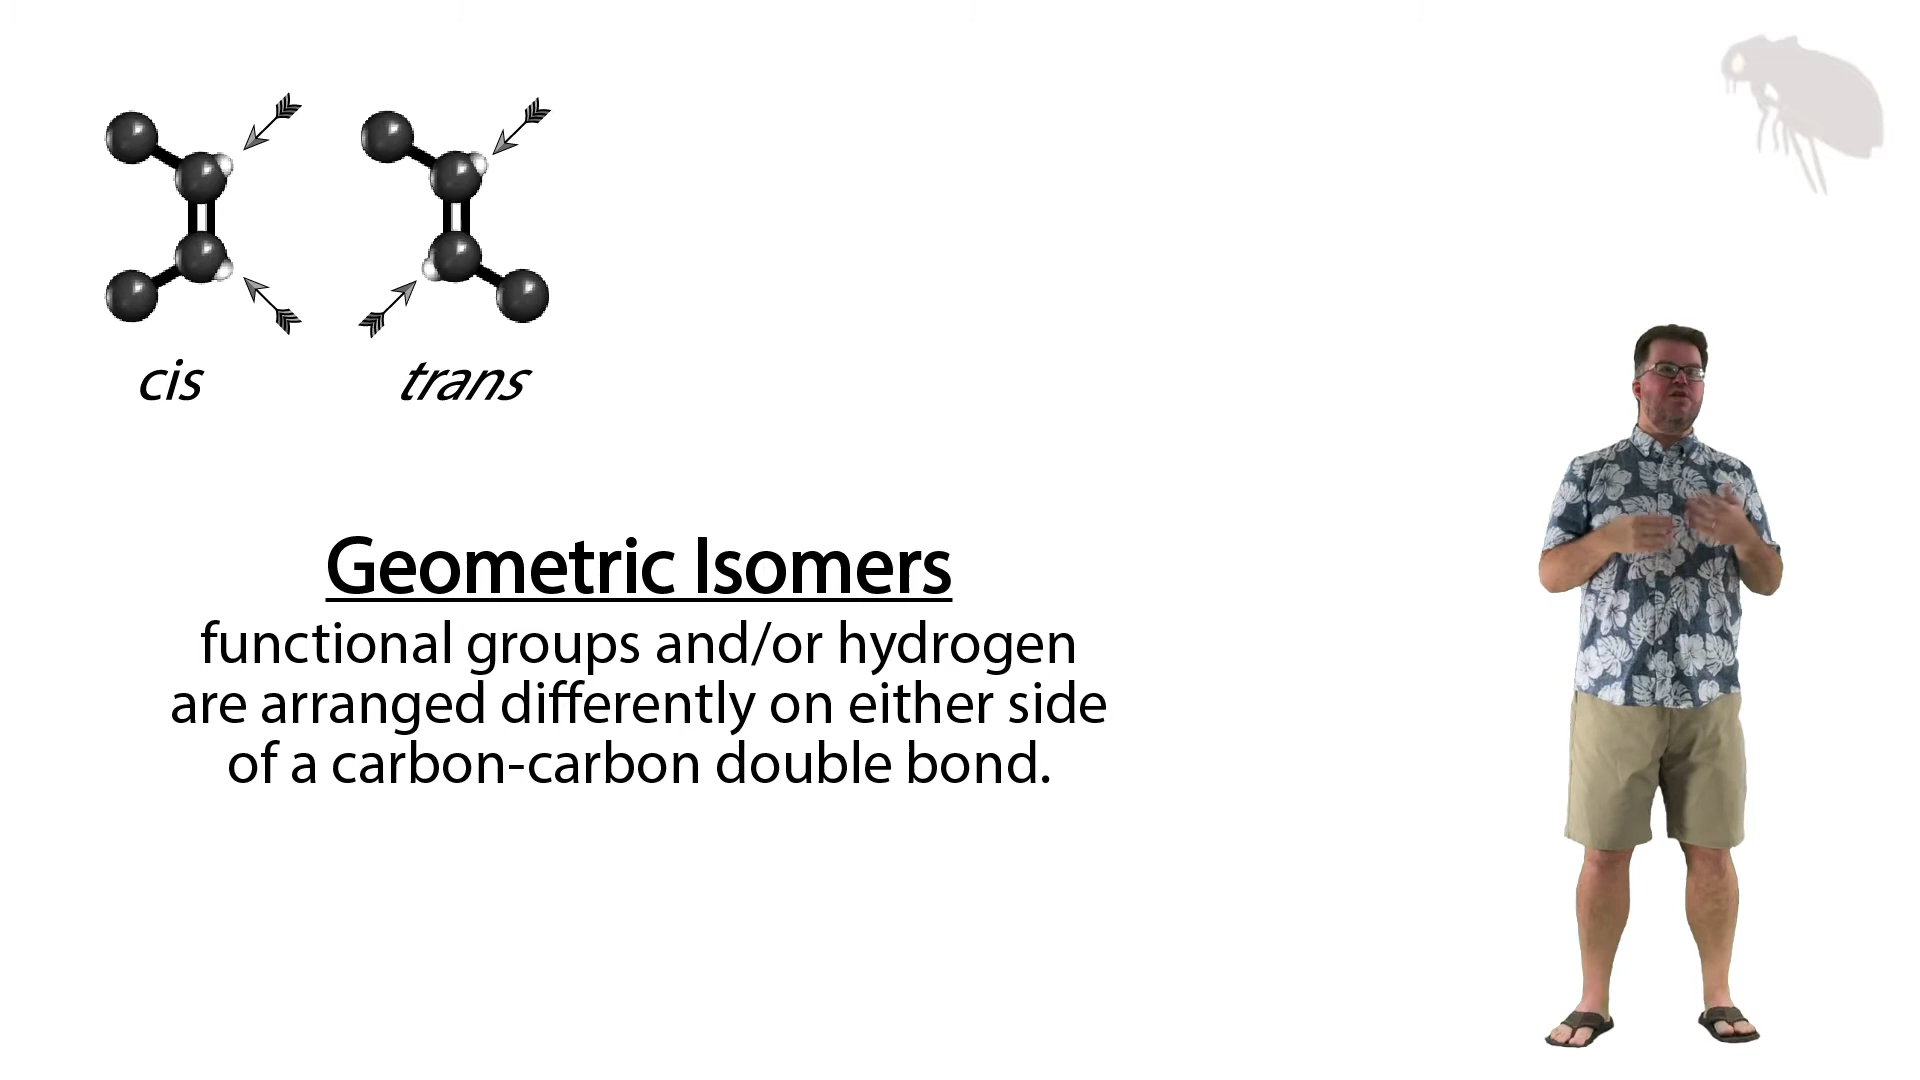 cis
trans
Geometric Isomers
functional groups and/or hydrogen
are arranged differently on either side
of a carbon-carbon double bond.